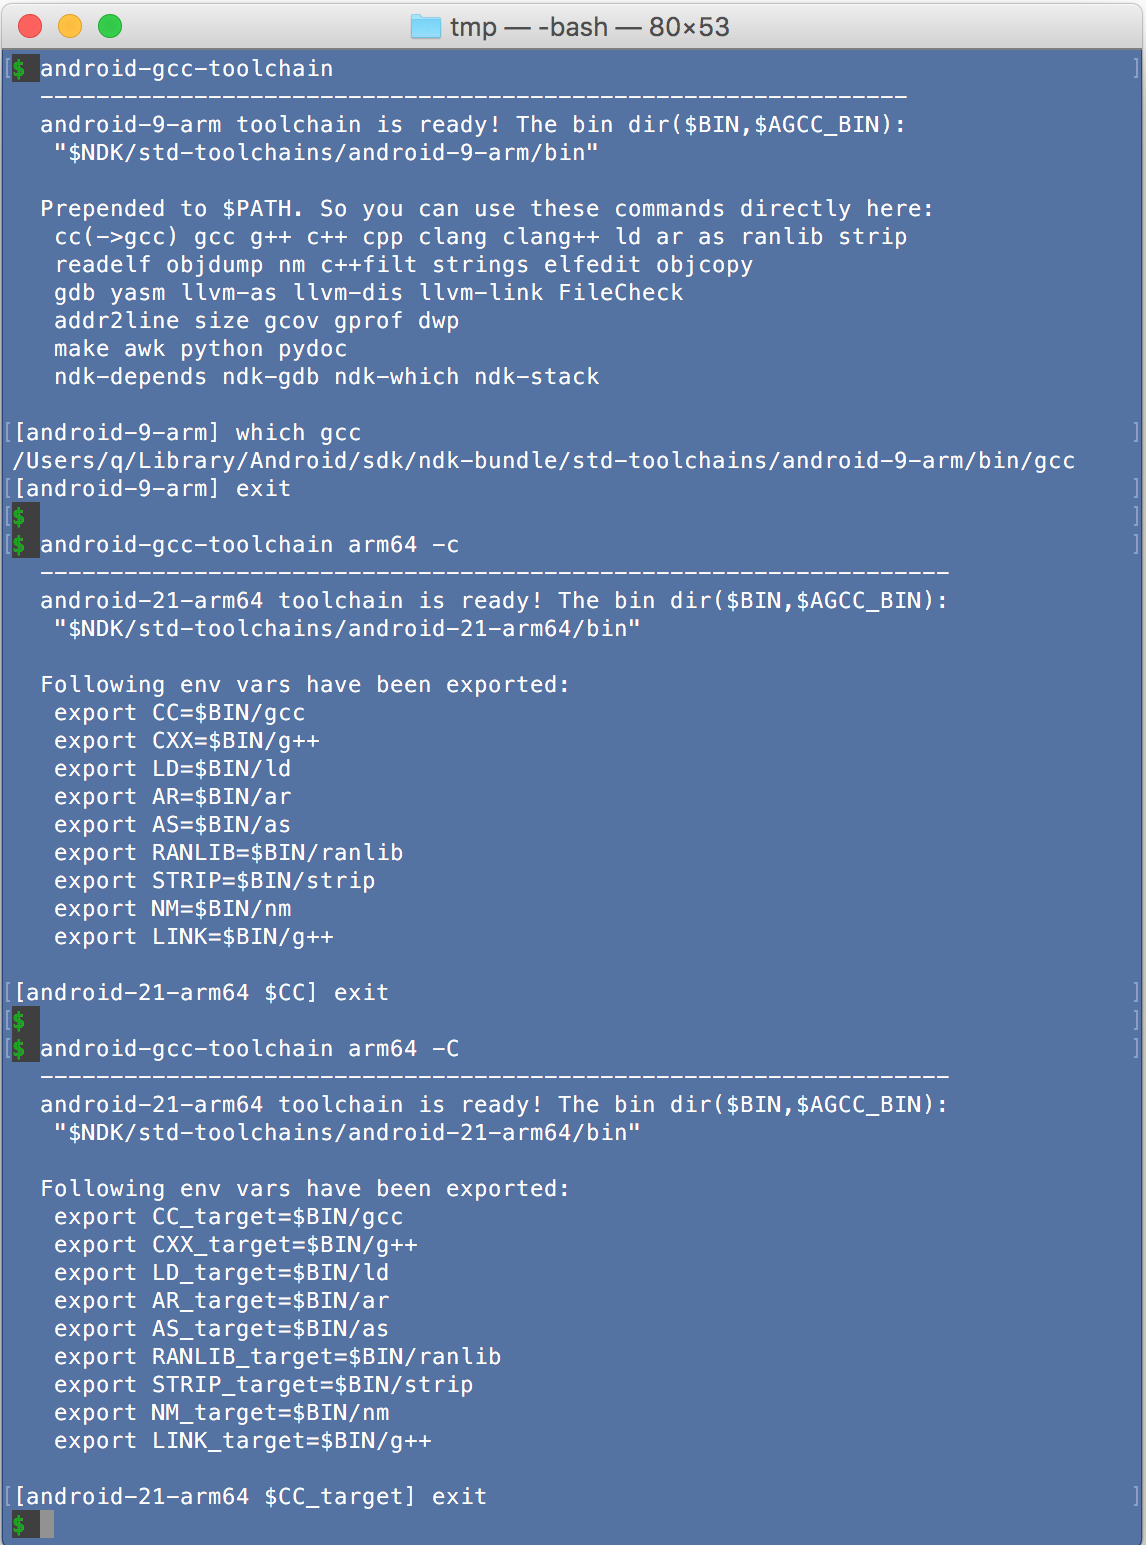 tmp — -bash — 80×53
[$ android-gcc-toolchain ]
--------------------------------------------------------------
android-9-arm toolchain is ready! The bin dir($BIN,$AGCC_BIN):
"$NDK/std-toolchains/android-9-arm/bin"
Prepended to $PATH. So you can use these commands directly here:
cc(->gcc) gcc g++ c++ cpp clang clang++ ld ar as ranlib strip
readelf objdump nm c++filt strings elfedit objcopy
gdb yasm llvm-as llvm-dis llvm-link FileCheck
addr2line size gcov gprof dwp
make awk python pydoc
ndk-depends ndk-gdb ndk-which ndk-stack
[[android-9-arm] which gcc ]
/Users/q/Library/Android/sdk/ndk-bundle/std-toolchains/android-9-arm/bin/gcc
[[android-9-arm] exit ]
[$ ]
[$ android-gcc-toolchain arm64 -c ]
-----------------------------------------------------------------
android-21-arm64 toolchain is ready! The bin dir($BIN,$AGCC_BIN):
"$NDK/std-toolchains/android-21-arm64/bin"
Following env vars have been exported:
export CC=$BIN/gcc
export CXX=$BIN/g++
export LD=$BIN/ld
export AR=$BIN/ar
export AS=$BIN/as
export RANLIB=$BIN/ranlib
export STRIP=$BIN/strip
export NM=$BIN/nm
export LINK=$BIN/g++
[[android-21-arm64 $CC] exit ]
[$ ]
[$ android-gcc-toolchain arm64 -C ]
-----------------------------------------------------------------
android-21-arm64 toolchain is ready! The bin dir($BIN,$AGCC_BIN):
"$NDK/std-toolchains/android-21-arm64/bin"
Following env vars have been exported:
export CC_target=$BIN/gcc
export CXX_target=$BIN/g++
export LD_target=$BIN/ld
export AR_target=$BIN/ar
export AS_target=$BIN/as
export RANLIB_target=$BIN/ranlib
export STRIP_target=$BIN/strip
export NM_target=$BIN/nm
export LINK_target=$BIN/g++
[[android-21-arm64 $CC_target] exit ]
$